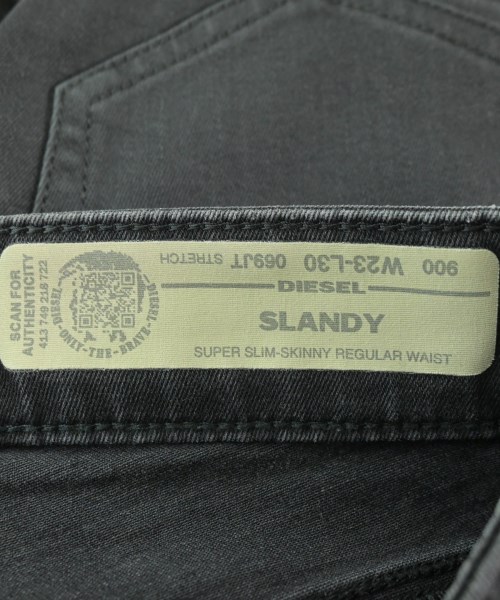 SCAN FOR
AUTHENTICITY
413 749 218 722
DIESEL
ONLY-THE-BRAVE
DIESEL
900 W23-L30 069JT STRETCH
DIESEL
SLANDY
SUPER SLIM-SKINNY REGULAR WAIST